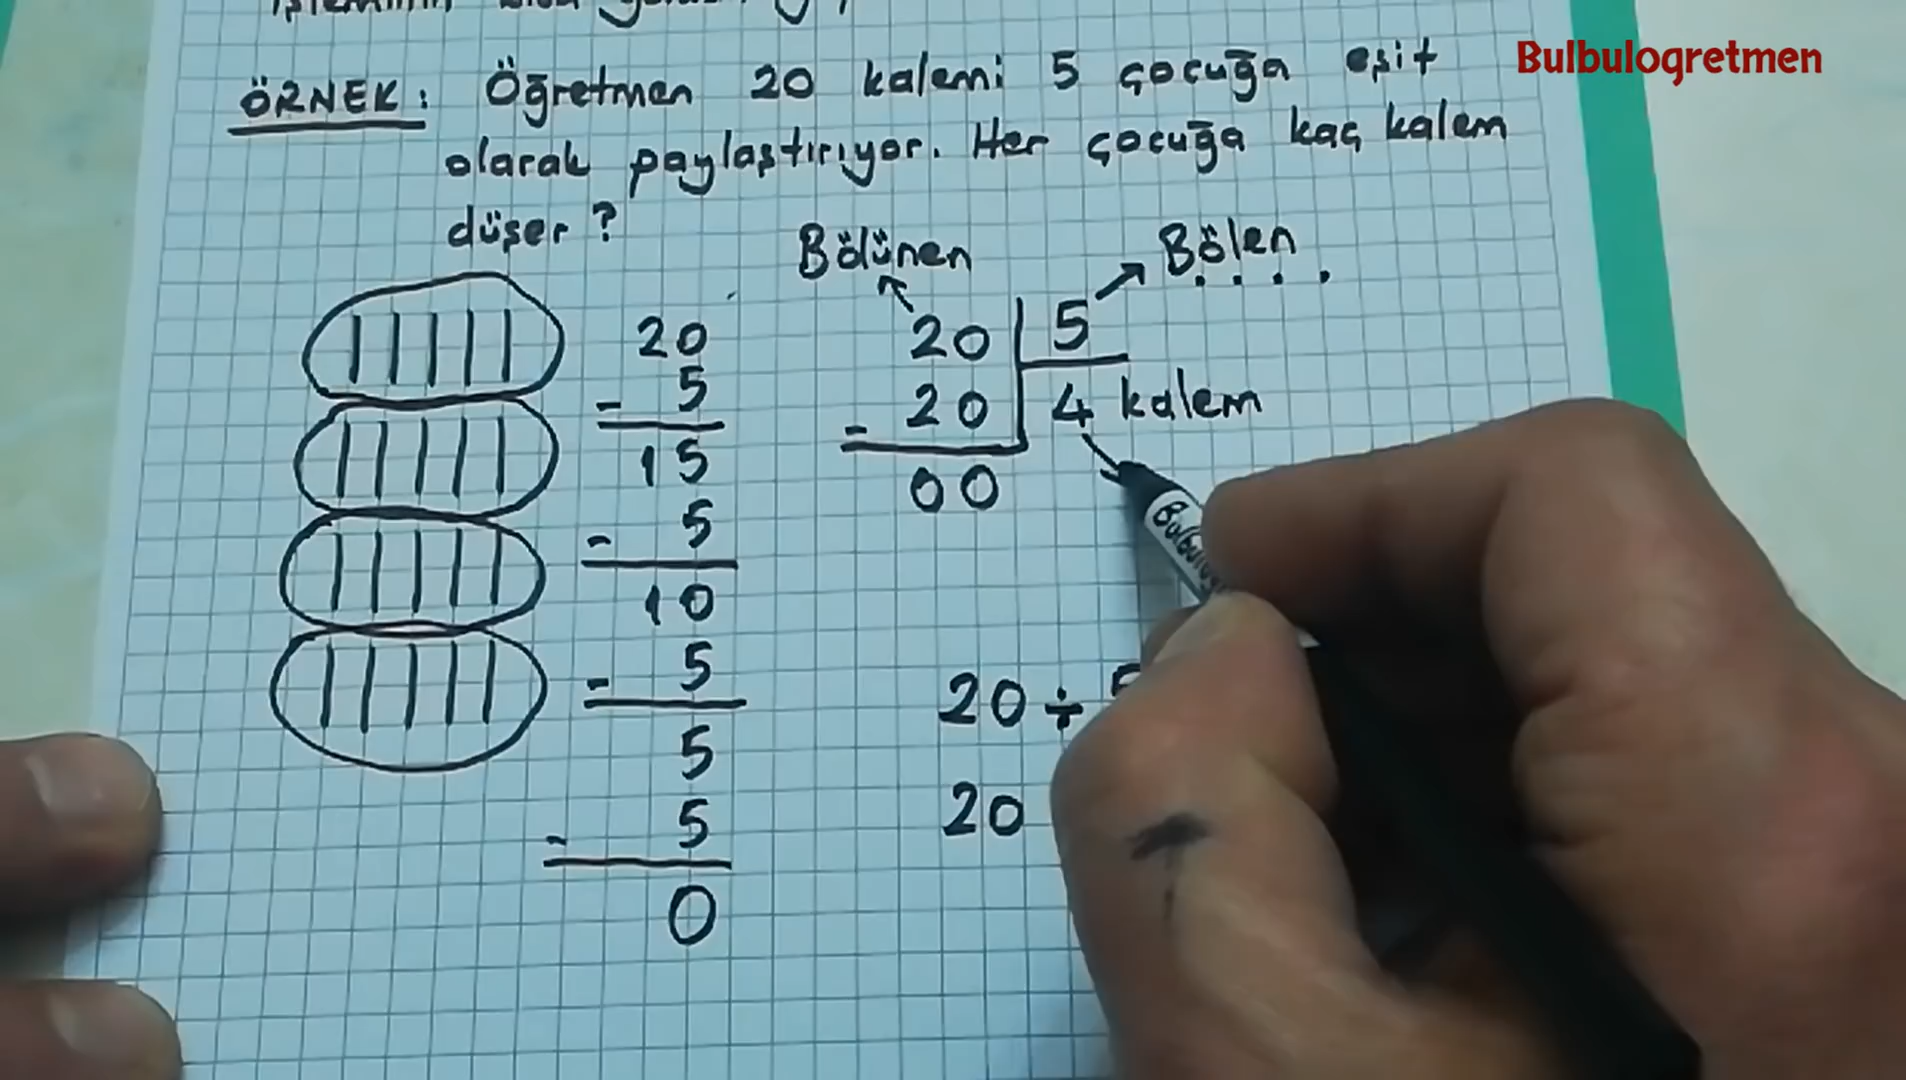 Bulbulogretmen
ÖRNEK: Öğretmen 20 kalemi 5 çocuğa eşit
olarak paylaştırıyor. Her çocuğa kaç kalem
düşer?
Bölünen
Bölen
20
- 5
15
- 5
10
- 5
5
- 5
0
20 5
- 20 4 kalem
00
20 ÷
20